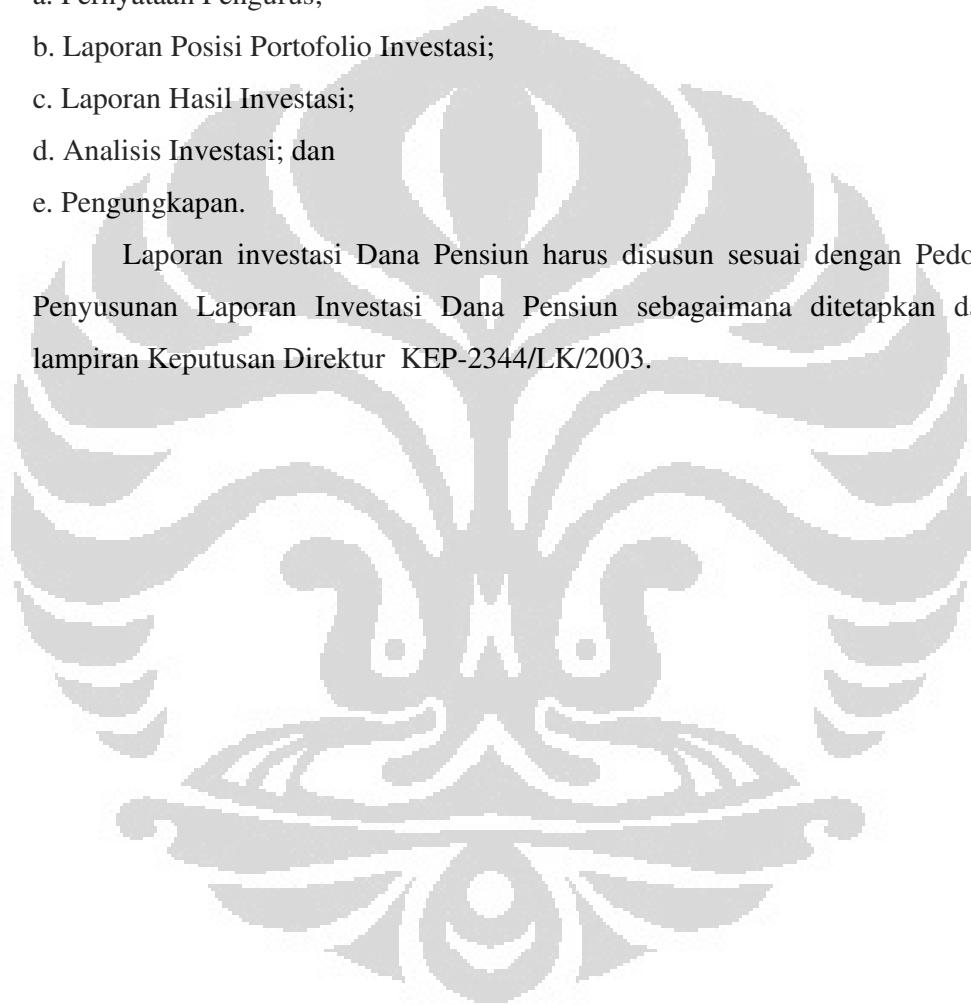 a. Pernyataan Pengurus;
b. Laporan Posisi Portofolio Investasi;
c. Laporan Hasil Investasi;
d. Analisis Investasi; dan
e. Pengungkapan.
Laporan investasi Dana Pensiun harus disusun sesuai dengan Pedo
Penyusunan Laporan Investasi Dana Pensiun sebagaimana ditetapkan da
lampiran Keputusan Direktur KEP-2344/LK/2003.